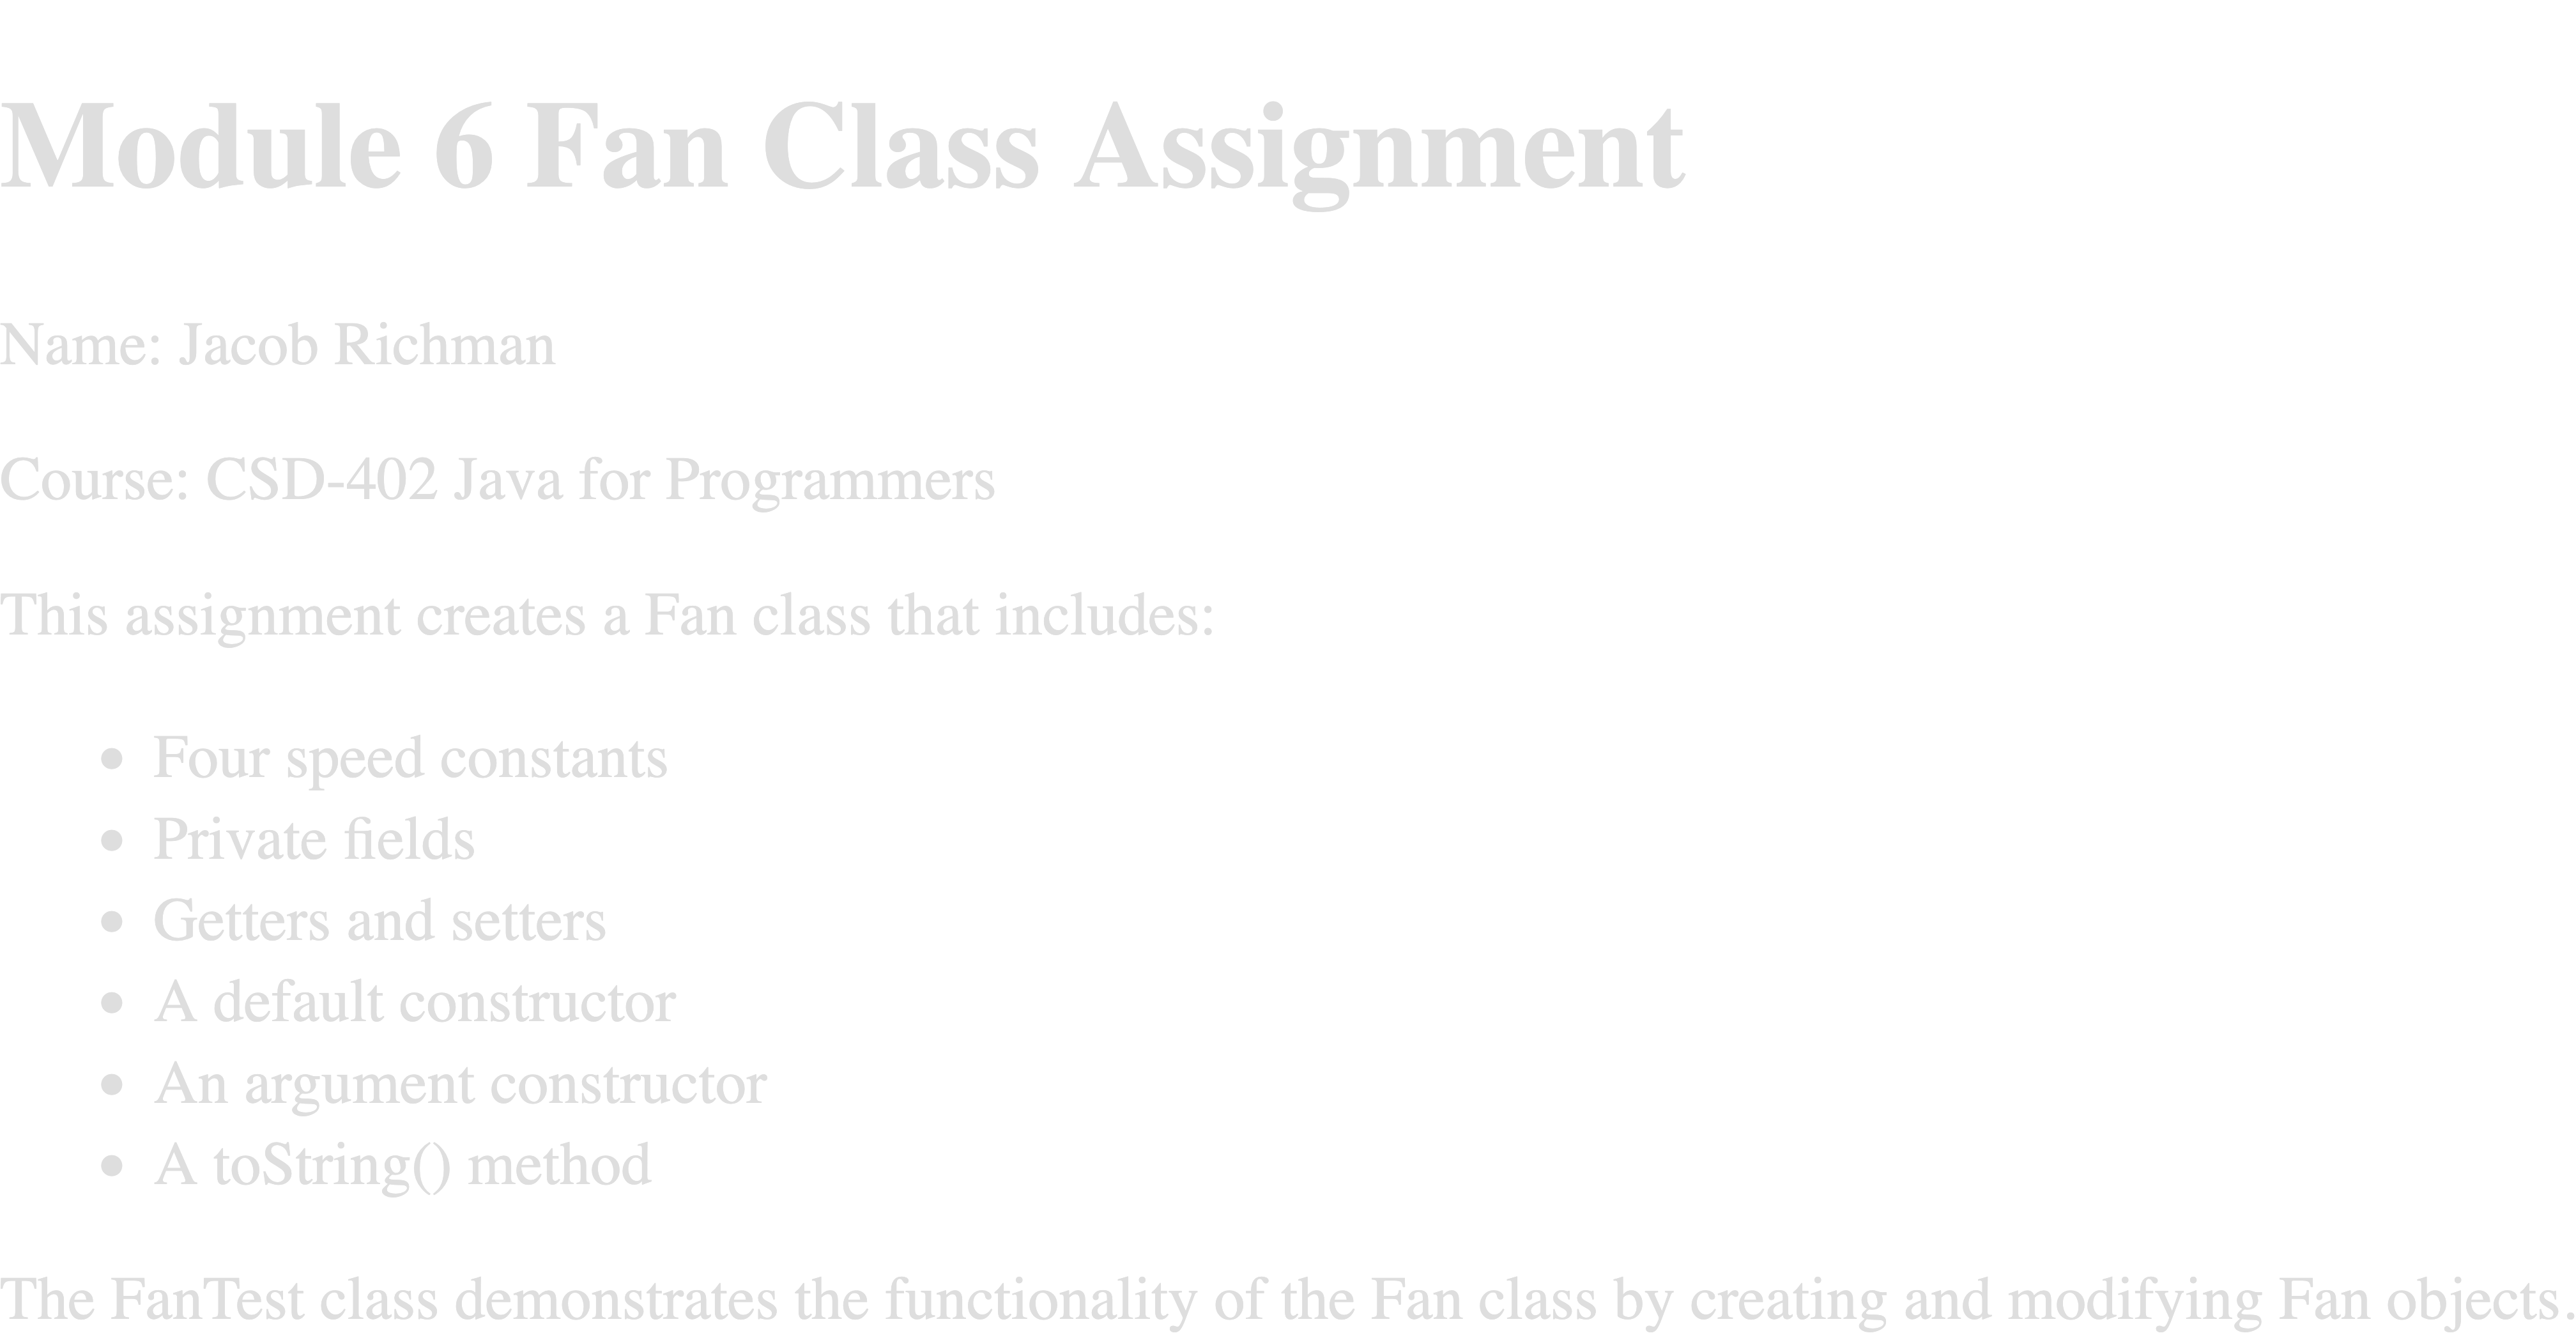 Module 6 Fan Class Assignment
Name: Jacob Richman
Course: CSD-402 Java for Programmers
This assignment creates a Fan class that includes:
• Four speed constants
• Private fields
• Getters and setters
• A default constructor
• An argument constructor
• A toString() method
The FanTest class demonstrates the functionality of the Fan class by creating and modifying Fan objects.